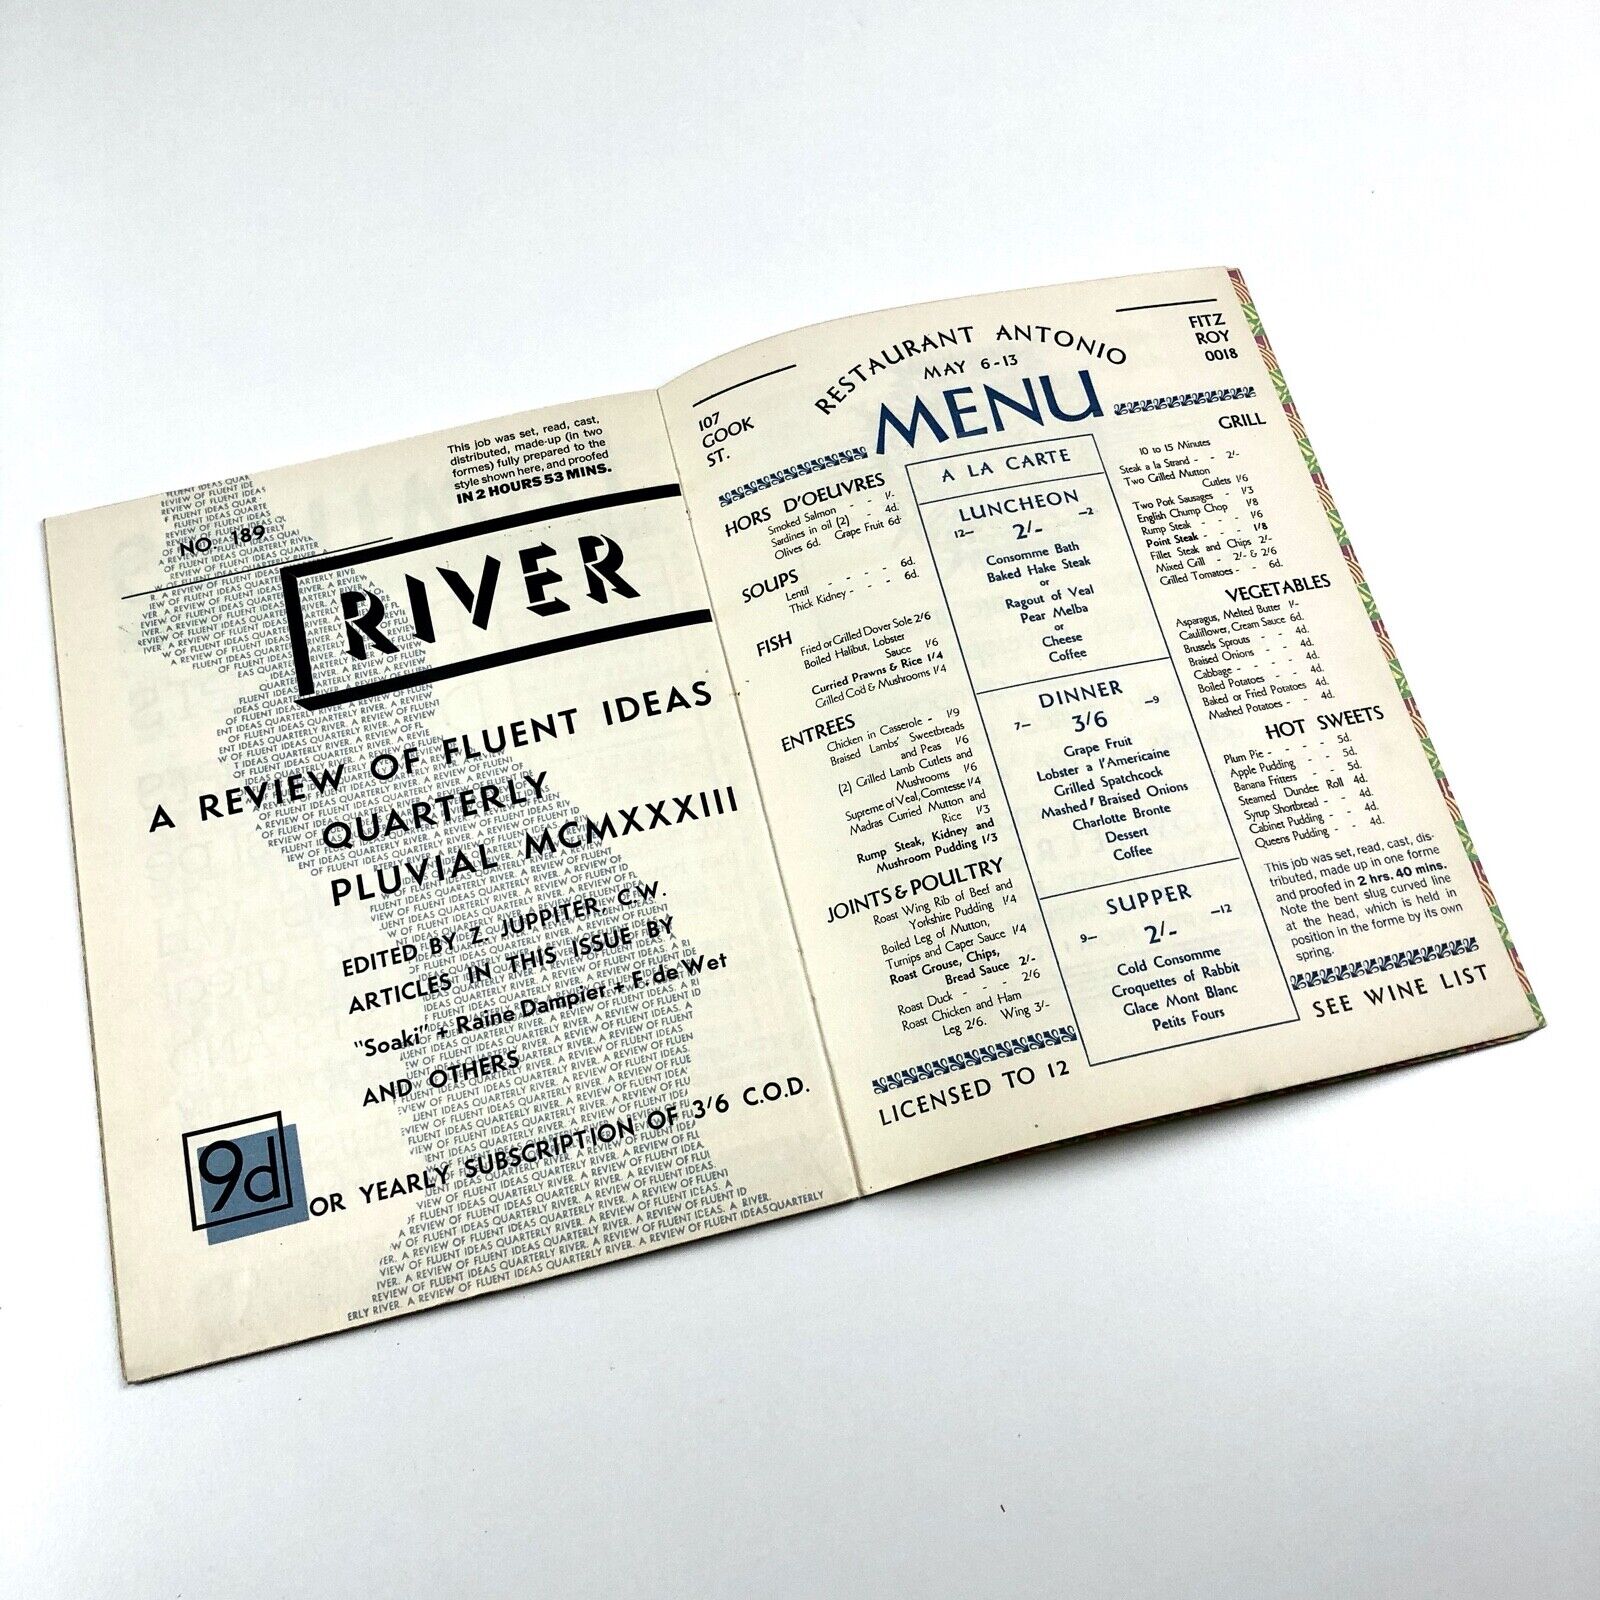 This job was set, read, cast,
distributed, made-up (in two
formes) fully prepared to the
style shown here, and proofed
IN 2 HOURS 53 MINS.
NO. 189
RIVER
A REVIEW OF FLUENT IDEAS
QUARTERLY
PLUVIAL MCMXXXIII
EDITED BY Z. JUPPITER, C.W.
ARTICLES IN THIS ISSUE BY
"Soaki" + Raine Dampier + F. de Wet
AND OTHERS
9d
OR YEARLY SUBSCRIPTION OF 3/6 C.O.D.
ERLY RIVER. A REVIEW OF FLUENT IDEAS QUARTERLY
107
GOOK
ST.
RESTAURANT ANTONIO
MAY 6-13
MENU
FITZ
ROY
0018
HORS D'OEUVRES
Smoked Salmon - - 1/-
Sardines in oil (2) - 4d.
Olives 6d. Grape Fruit 6d
SOUPS
Lentil - - - - 6d.
Thick Kidney - - 6d.
FISH
Fried or Grilled Dover Sole 2/6
Boiled Halibut, Lobster
Sauce 1/6
Curried Prawns & Rice 1/4
Grilled Cod & Mushrooms 1/4
ENTREES
Chicken in Casserole - 1/9
Braised Lambs' Sweetbreads
and Peas 1/6
(2) Grilled Lamb Cutlets and
Mushrooms 1/6
Supreme of Veal, Comtesse 1/4
Madras Curried Mutton and
Rice 1/3
Rump Steak, Kidney and
Mushroom Pudding 1/3
JOINTS & POULTRY
Roast Wing Rib of Beef and
Yorkshire Pudding 1/4
Boiled Leg of Mutton,
Turnips and Caper Sauce 1/4
Roast Grouse, Chips,
Bread Sauce 2/-
Roast Duck - - - 2/6
Roast Chicken and Ham
Leg 2/6. Wing 3/-
LICENSED TO 12
A LA CARTE
LUNCHEON
12— 2/- —2
Consomme Bath
Baked Hake Steak
or
Ragout of Veal
Pear Melba
or
Cheese
Coffee
DINNER
7— 3/6 —9
Grape Fruit
Lobster a l'Americaine
Grilled Spatchcock
Mashed' Braised Onions
Charlotte Bronte
Dessert
Coffee
SUPPER
9— 2/- —12
Cold Consomme
Croquettes of Rabbit
Glace Mont Blanc
Petits Fours
GRILL
10 to 15 Minutes
Steak a la Strand - - 2/-
Two Grilled Mutton
Cutlets 1/6
Two Pork Sausages - 1/3
English Chump Chop 1/8
Rump Steak - - 1/6
Point Steak - - - 1/8
Fillet Steak and Chips 2/-
Mixed Grill - 2/- & 2/6
Grilled Tomatoes - - 6d.
VEGETABLES
Asparagus, Melted Butter 1/-
Cauliflower, Cream Sauce 6d.
Brussels Sprouts - - 4d.
Braised Onions - - 4d.
Cabbage - - - - 4d.
Boiled Potatoes - - 4d.
Baked or Fried Potatoes 4d.
Mashed Potatoes - - 4d.
HOT SWEETS
Plum Pie - - - - 5d.
Apple Pudding - - 5d.
Banana Fritters - - 5d.
Steamed Dundee Roll 4d.
Syrup Shortbread - - 4d.
Cabinet Pudding - - 4d.
Queens Pudding - - 4d.
This job was set, read, cast, dis-
tributed, made up in one forme
and proofed in 2 hrs. 40 mins.
Note the bent slug curved line
at the head, which is held in
position in the forme by its own
spring.
SEE WINE LIST